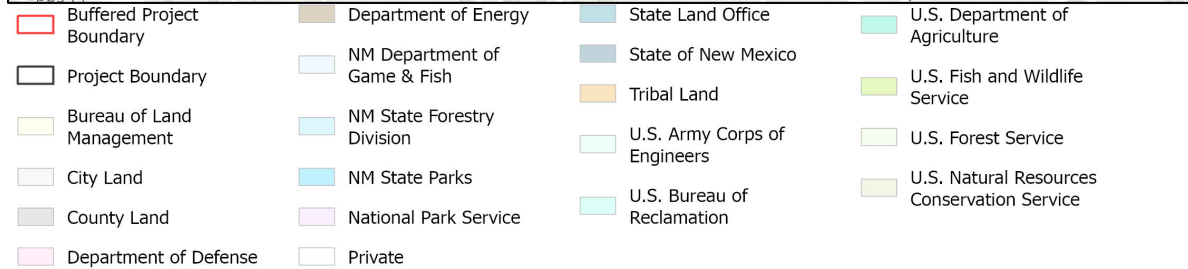 Buffered Project
Boundary
Project Boundary
Bureau of Land
Management
City Land
County Land
Department of Defense
Department of Energy
NM Department of
Game & Fish
NM State Forestry
Division
NM State Parks
National Park Service
Private
State Land Office
State of New Mexico
Tribal Land
U.S. Army Corps of
Engineers
U.S. Bureau of
Reclamation
U.S. Department of
Agriculture
U.S. Fish and Wildlife
Service
U.S. Forest Service
U.S. Natural Resources
Conservation Service